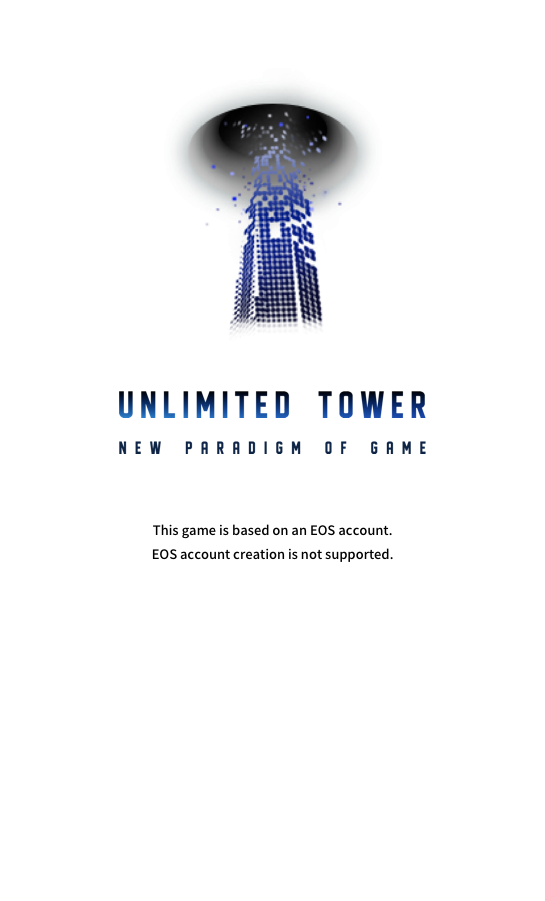 UNLIMITED TOWER
NEW PARADIGM OF GAME
This game is based on an EOS account.
EOS account creation is not supported.